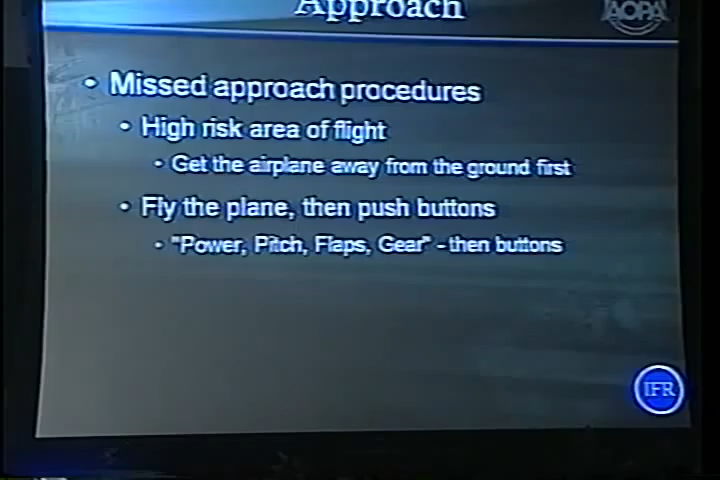 Approach
AOPA
• Missed approach procedures
• High risk area of flight
• Get the airplane away from the ground first
• Fly the plane, then push buttons
• "Power, Pitch, Flaps, Gear" - then buttons
IFR